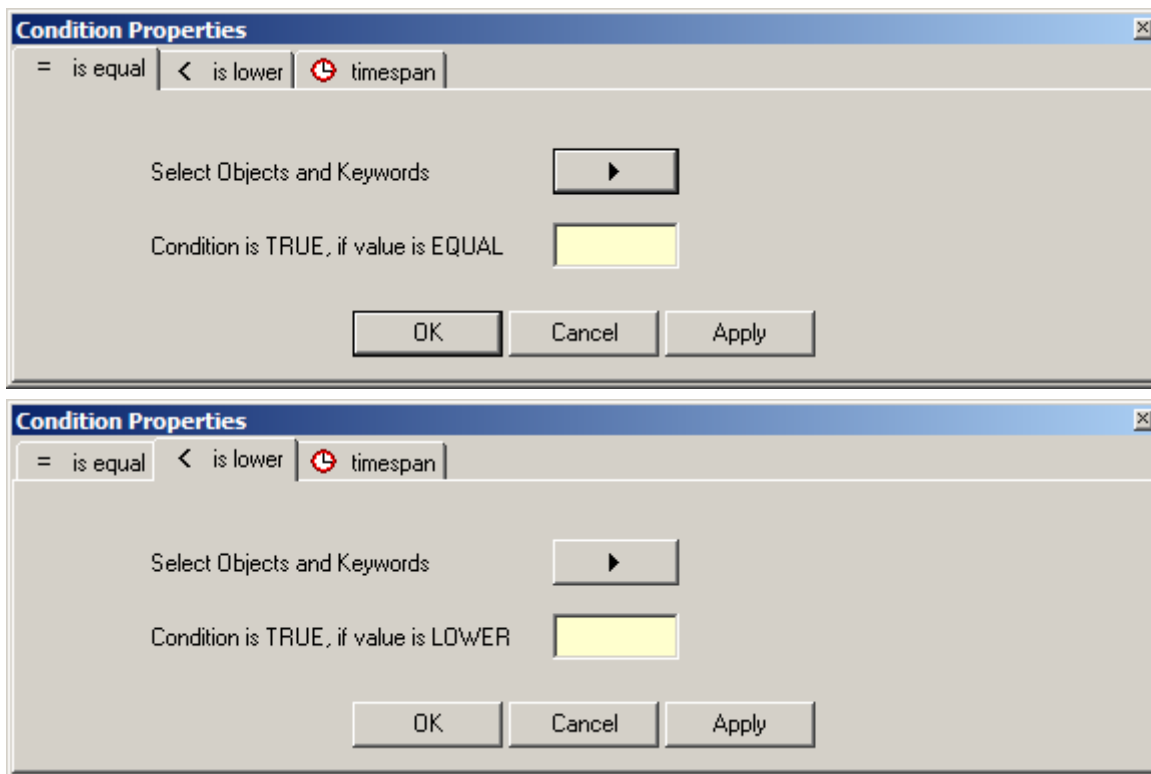 Condition Properties
= is equal < is lower timespan
Select Objects and Keywords
Condition is TRUE, if value is EQUAL
OK Cancel Apply
Condition Properties
= is equal < is lower timespan
Select Objects and Keywords
Condition is TRUE, if value is LOWER
OK Cancel Apply